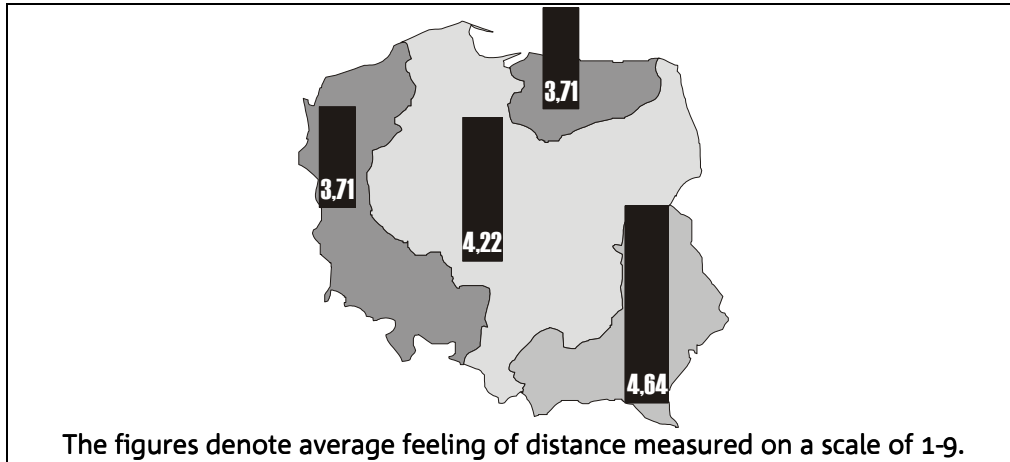 3,71
3,71
4,22
4,64
The figures denote average feeling of distance measured on a scale of 1-9.